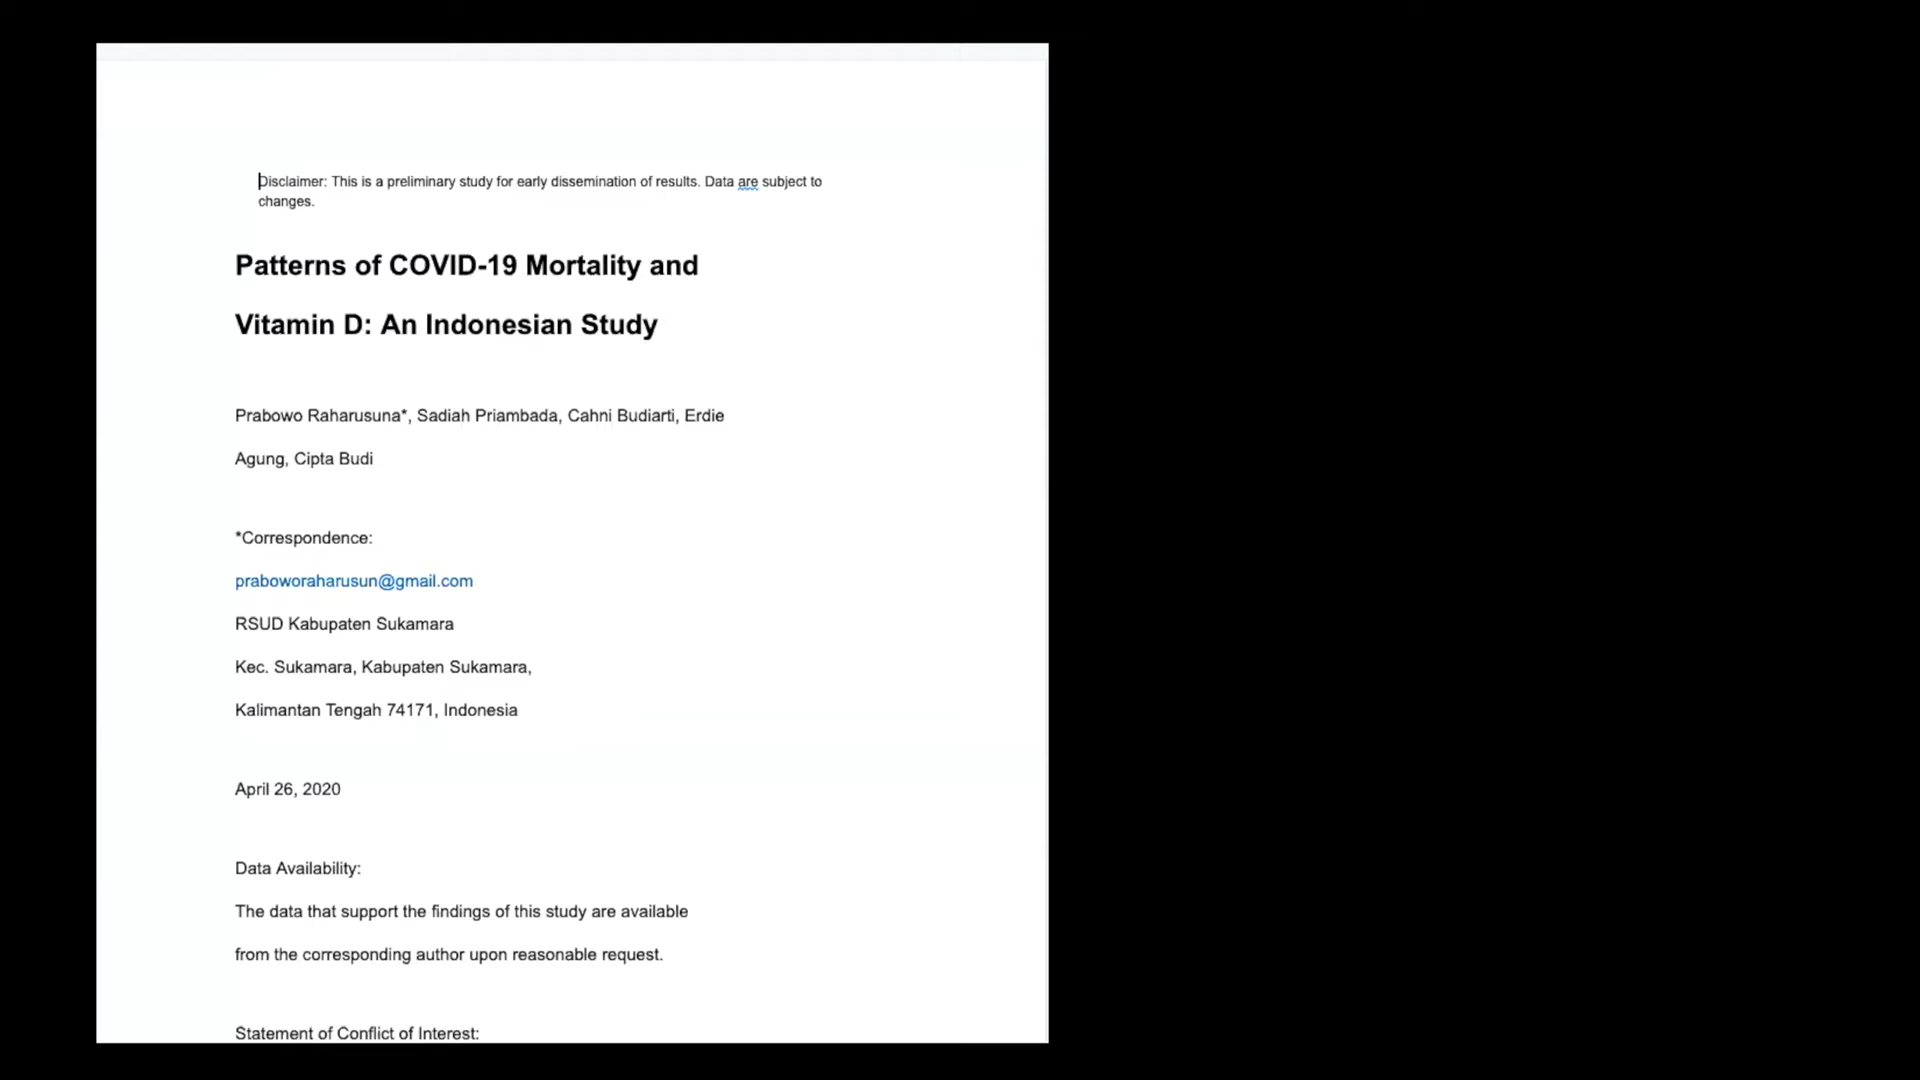 Disclaimer: This is a preliminary study for early dissemination of results. Data are subject to
changes.
Patterns of COVID-19 Mortality and
Vitamin D: An Indonesian Study
Prabowo Raharusuna*, Sadiah Priambada, Cahni Budiarti, Erdie
Agung, Cipta Budi
*Correspondence:
praboworaharusun@gmail.com
RSUD Kabupaten Sukamara
Kec. Sukamara, Kabupaten Sukamara,
Kalimantan Tengah 74171, Indonesia
April 26, 2020
Data Availability:
The data that support the findings of this study are available
from the corresponding author upon reasonable request.
Statement of Conflict of Interest: